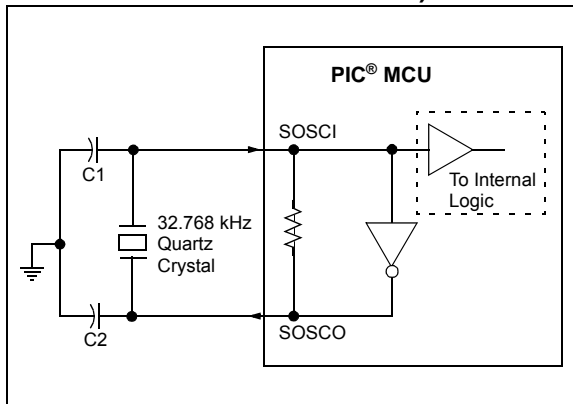 PIC® MCU
SOSCI
C1
To Internal
Logic
32.768 kHz
Quartz
Crystal
SOSCO
C2